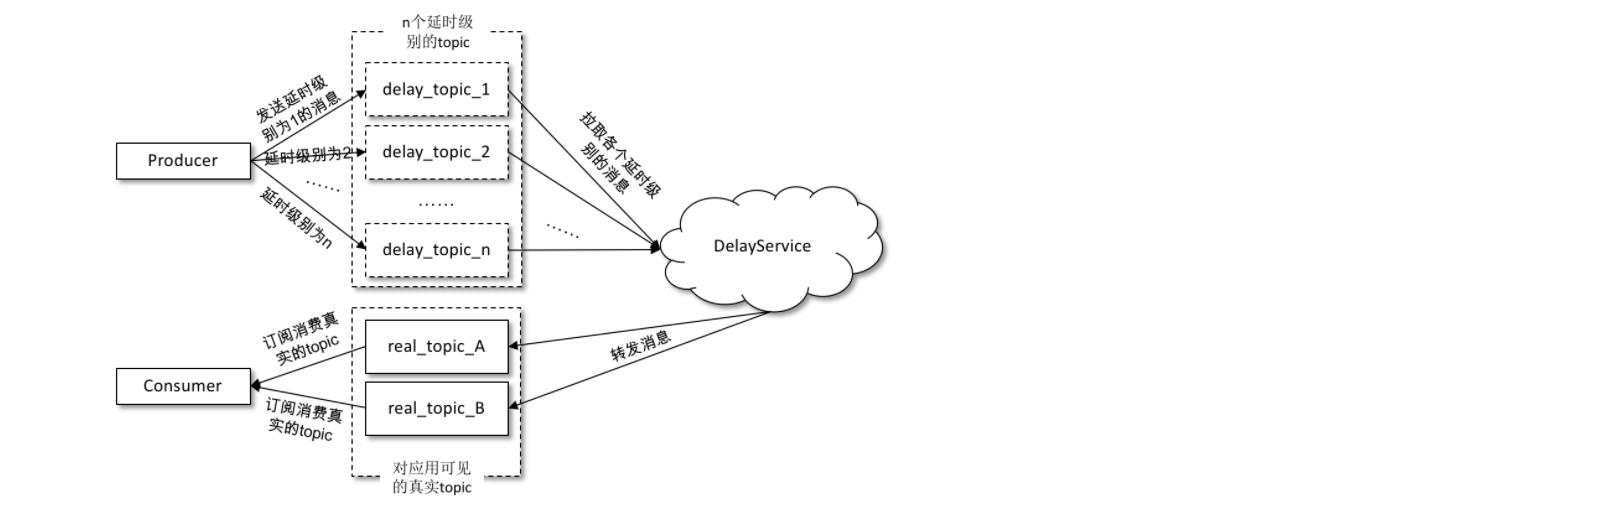 n个延时级
别的topic
delay_topic_1
发送延时级
别为1的消息
拉取各个延时级
别的消息
Producer
延时级别为2
delay_topic_2
……
延时级别为n
……
……
delay_topic_n
DelayService
订阅消费真
实的topic
real_topic_A
转发消息
Consumer
订阅消费真
实的topic
real_topic_B
对应用可见
的真实topic